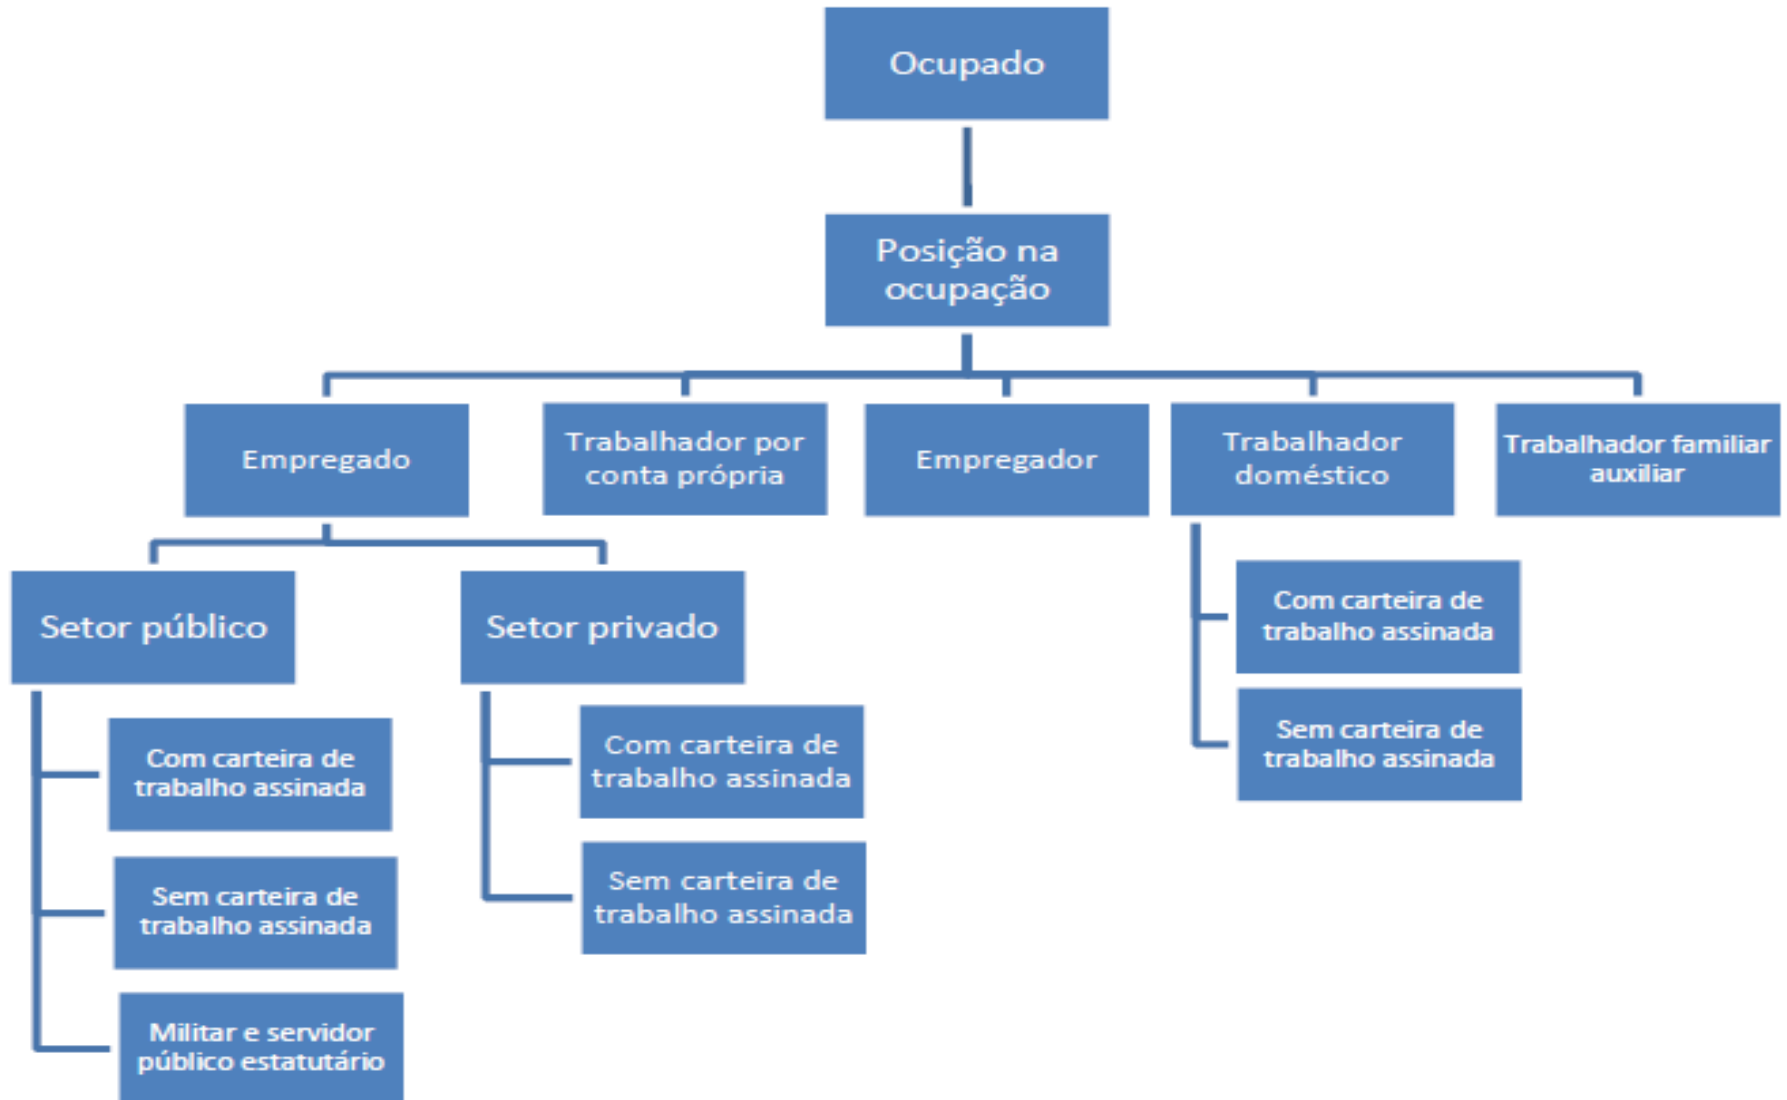 Ocupado
Posição na
ocupação
Empregado
Trabalhador por
conta própria
Empregador
Trabalhador
doméstico
Trabalhador familiar
auxiliar
Setor público
Setor privado
Com carteira de
trabalho assinada
Sem carteira de
trabalho assinada
Militar e servidor
público estatutário
Com carteira de
trabalho assinada
Sem carteira de
trabalho assinada
Com carteira de
trabalho assinada
Sem carteira de
trabalho assinada